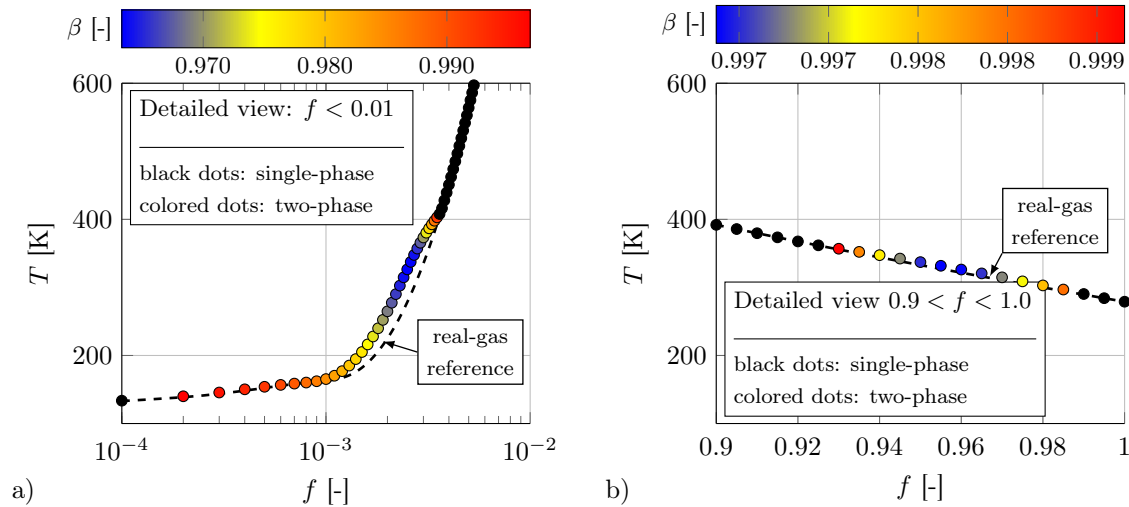 β [-]
0.970 0.980 0.990
600
400
200
T [K]
Detailed view: f < 0.01
black dots: single-phase
colored dots: two-phase
real-gas
reference
10⁻⁴ 10⁻³ 10⁻²
f [-]
a)
β [-]
0.997 0.997 0.998 0.998 0.999
600
400
200
T [K]
real-gas
reference
Detailed view 0.9 < f < 1.0
black dots: single-phase
colored dots: two-phase
0.9 0.92 0.94 0.96 0.98 1
f [-]
b)